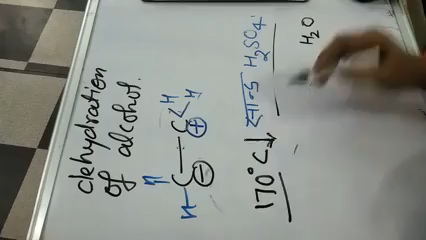 dehydration
of alcohol.
H
H
C
C
H
H
170°C
H₂SO₄
H₂O